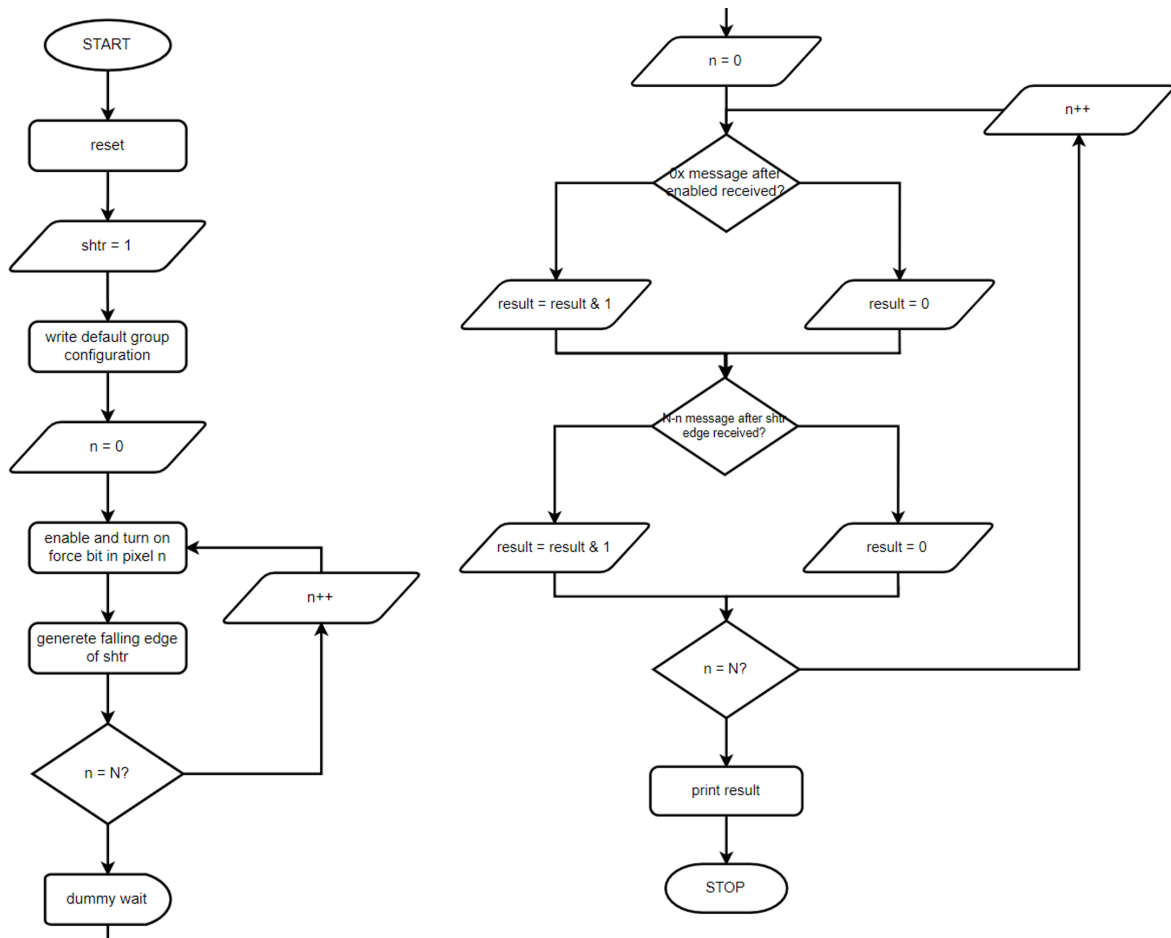 START
reset
shtr = 1
write default group
configuration
n = 0
enable and turn on
force bit in pixel n
n++
generete falling edge
of shtr
n = N?
dummy wait
n = 0
n++
0x message after
enabled received?
result = result & 1
result = 0
N-n message after shtr
edge received?
result = result & 1
result = 0
n = N?
print result
STOP